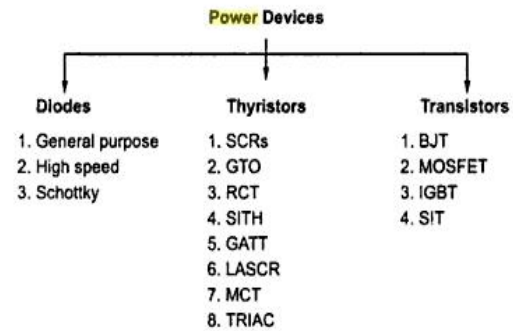 Power Devices
Diodes
1. General purpose
2. High speed
3. Schottky
Thyristors
1. SCRs
2. GTO
3. RCT
4. SITH
5. GATT
6. LASCR
7. MCT
8. TRIAC
Transistors
1. BJT
2. MOSFET
3. IGBT
4. SIT